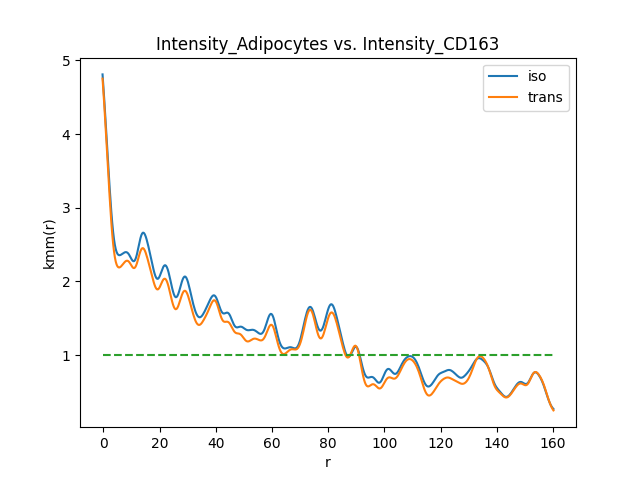 Intensity_Adipocytes vs. Intensity_CD163
iso
trans
kmm(r)
5
4
3
2
1
0 20 40 60 80 100 120 140 160
r